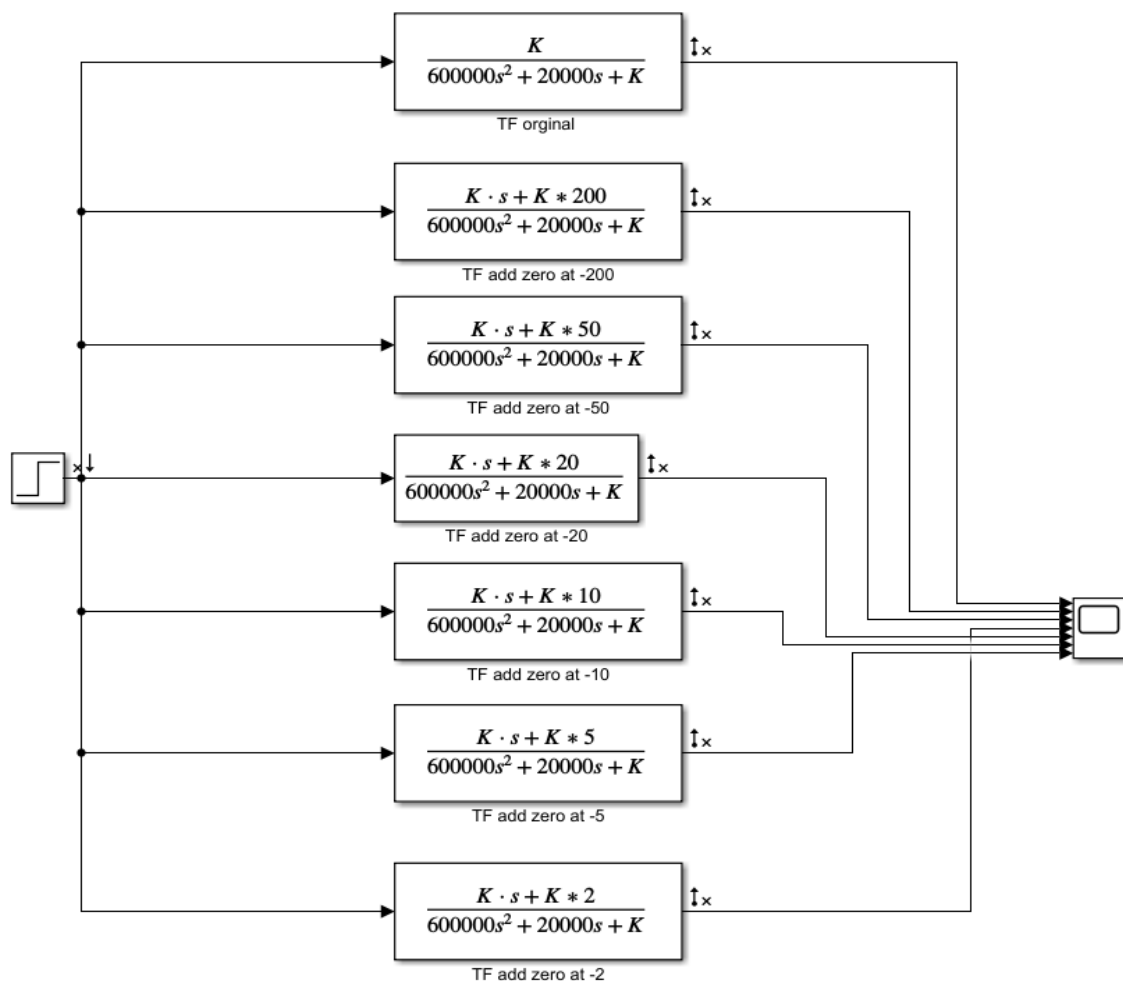 K
600000s² + 20000s + K
TF orginal
K · s + K * 200
600000s² + 20000s + K
TF add zero at -200
K · s + K * 50
600000s² + 20000s + K
TF add zero at -50
K · s + K * 20
600000s² + 20000s + K
TF add zero at -20
K · s + K * 10
600000s² + 20000s + K
TF add zero at -10
K · s + K * 5
600000s² + 20000s + K
TF add zero at -5
K · s + K * 2
600000s² + 20000s + K
TF add zero at -2